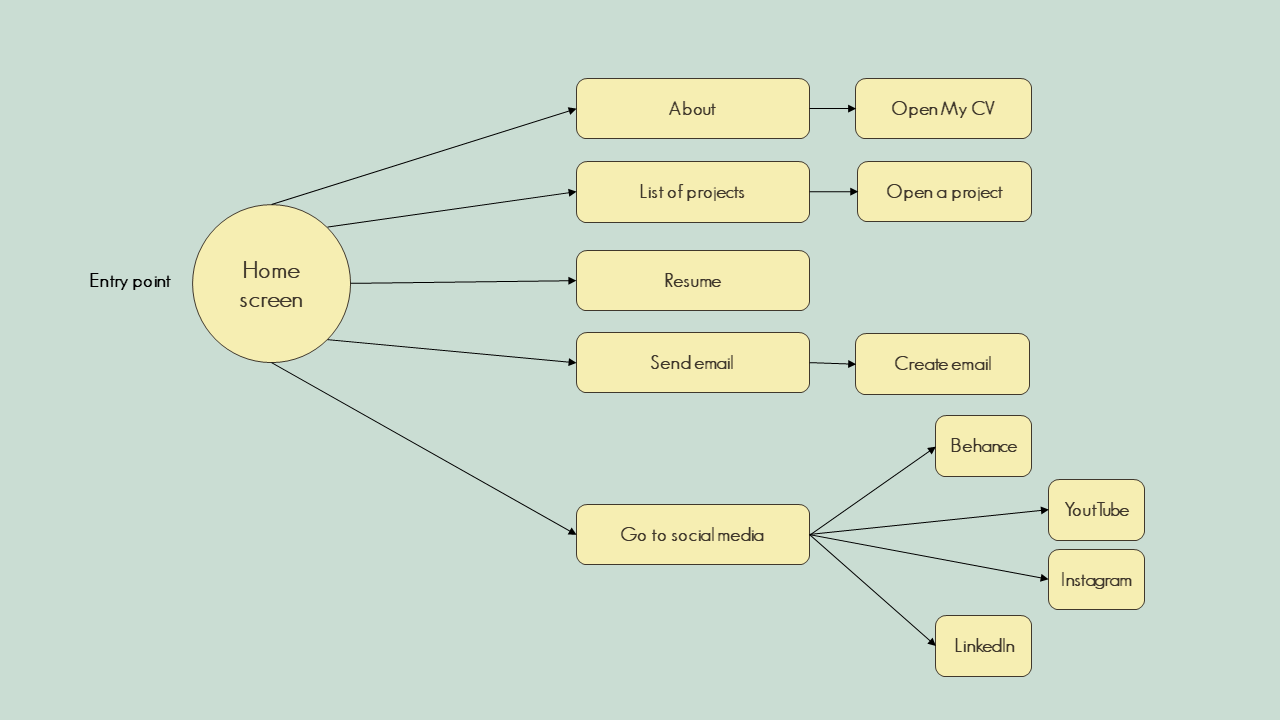 About
Open My CV
List of projects
Open a project
Entry point
Home
screen
Resume
Send email
Create email
Behance
YoutTube
Go to social media
Instagram
LinkedIn